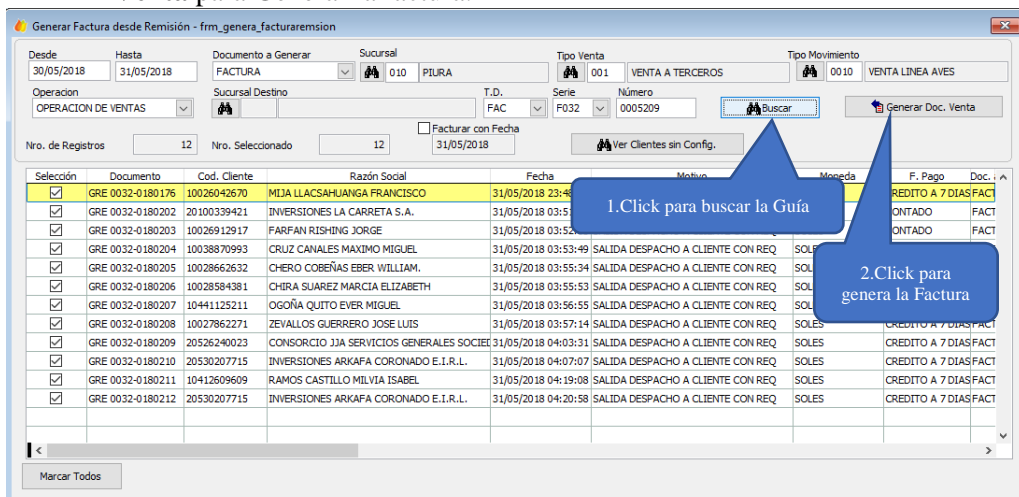 Generar Factura desde Remisión - frm_genera_facturaremsion
Desde Hasta Documento a Generar Sucursal Tipo Venta Tipo Movimiento
30/05/2018 31/05/2018 FACTURA 010 PIURA 001 VENTA A TERCEROS 0010 VENTA LINEA AVES
Operacion Sucursal Destino T.D. Serie Número
OPERACION DE VENTAS FAC F032 0005209 Buscar Generar Doc. Venta
Facturar con Fecha
Nro. de Registros 12 Nro. Seleccionado 12 31/05/2018 Ver Clientes sin Config.
Selección Documento Cod. Cliente Razón Social Fecha Motivo Moneda F. Pago Doc.
GRE 0032-0180176 10026042670 MIJA LLACSAHUANGA FRANCISCO 31/05/2018 23:48 REDITO A 7 DIAS FACT
GRE 0032-0180202 20100339421 INVERSIONES LA CARRETA S.A. 31/05/2018 03:5 ONTADO FACT
GRE 0032-0180203 10026912917 FARFAN RISHING JORGE 31/05/2018 03:52: ONTADO FACT
GRE 0032-0180204 10038870993 CRUZ CANALES MAXIMO MIGUEL 31/05/2018 03:53:49 SALIDA DESPACHO A CLIENTE CON REQ SOL
GRE 0032-0180205 10028662632 CHERO COBEÑAS EBER WILLIAM. 31/05/2018 03:55:34 SALIDA DESPACHO A CLIENTE CON REQ SOL
GRE 0032-0180206 10028584381 CHIRA SUAREZ MARCIA ELIZABETH 31/05/2018 03:55:53 SALIDA DESPACHO A CLIENTE CON REQ SOL
GRE 0032-0180207 10441125211 OGOÑA QUITO EVER MIGUEL 31/05/2018 03:56:55 SALIDA DESPACHO A CLIENTE CON REQ SOL
GRE 0032-0180208 10027862271 ZEVALLOS GUERRERO JOSE LUIS 31/05/2018 03:57:14 SALIDA DESPACHO A CLIENTE CON REQ SOLES CREDITO A 7 DIAS FACT
GRE 0032-0180209 20526240023 CONSORCIO JJA SERVICIOS GENERALES SOCIED 31/05/2018 04:03:31 SALIDA DESPACHO A CLIENTE CON REQ SOLES CREDITO A 7 DIAS FACT
GRE 0032-0180210 20530207715 INVERSIONES ARKAFA CORONADO E.I.R.L. 31/05/2018 04:07:07 SALIDA DESPACHO A CLIENTE CON REQ SOLES CREDITO A 7 DIAS FACT
GRE 0032-0180211 10412609609 RAMOS CASTILLO MILVIA ISABEL 31/05/2018 04:19:08 SALIDA DESPACHO A CLIENTE CON REQ SOLES CREDITO A 7 DIAS FACT
GRE 0032-0180212 20530207715 INVERSIONES ARKAFA CORONADO E.I.R.L. 31/05/2018 04:20:58 SALIDA DESPACHO A CLIENTE CON REQ SOLES CREDITO A 7 DIAS FACT
1.Click para buscar la Guía
2.Click para
genera la Factura
Marcar Todos